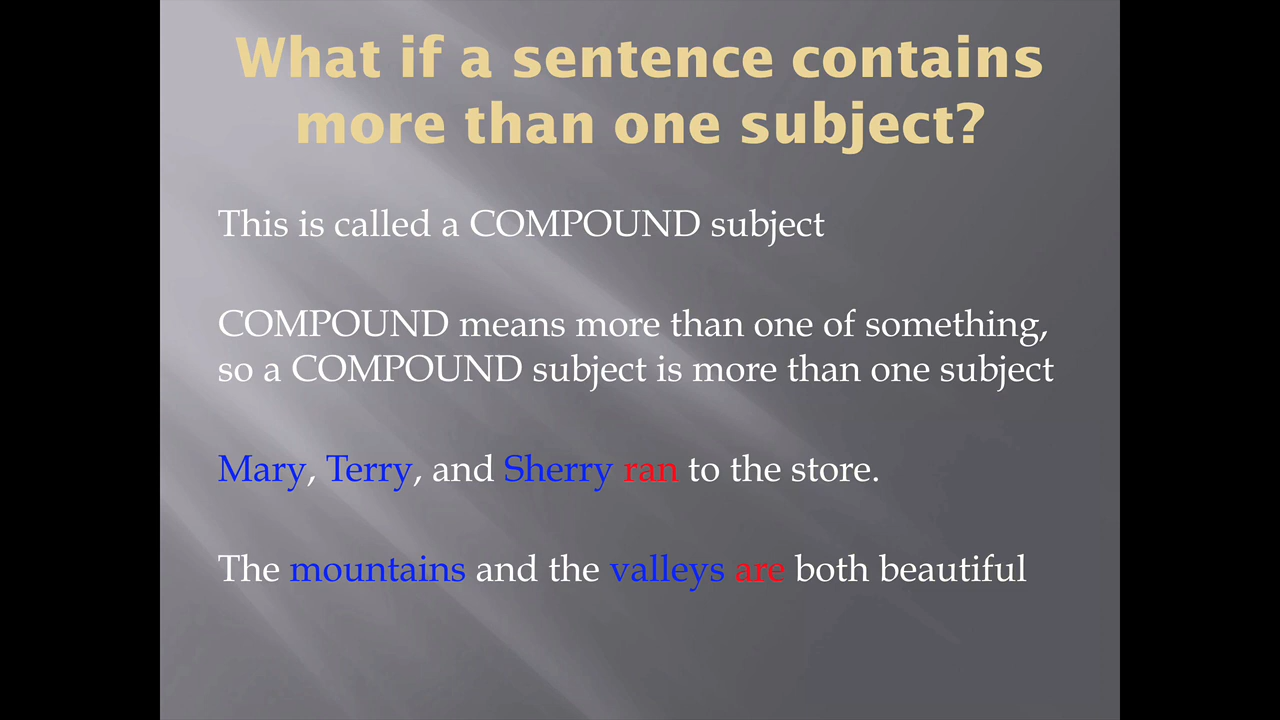 What if a sentence contains
more than one subject?
This is called a COMPOUND subject
COMPOUND means more than one of something,
so a COMPOUND subject is more than one subject
Mary, Terry, and Sherry ran to the store.
The mountains and the valleys are both beautiful